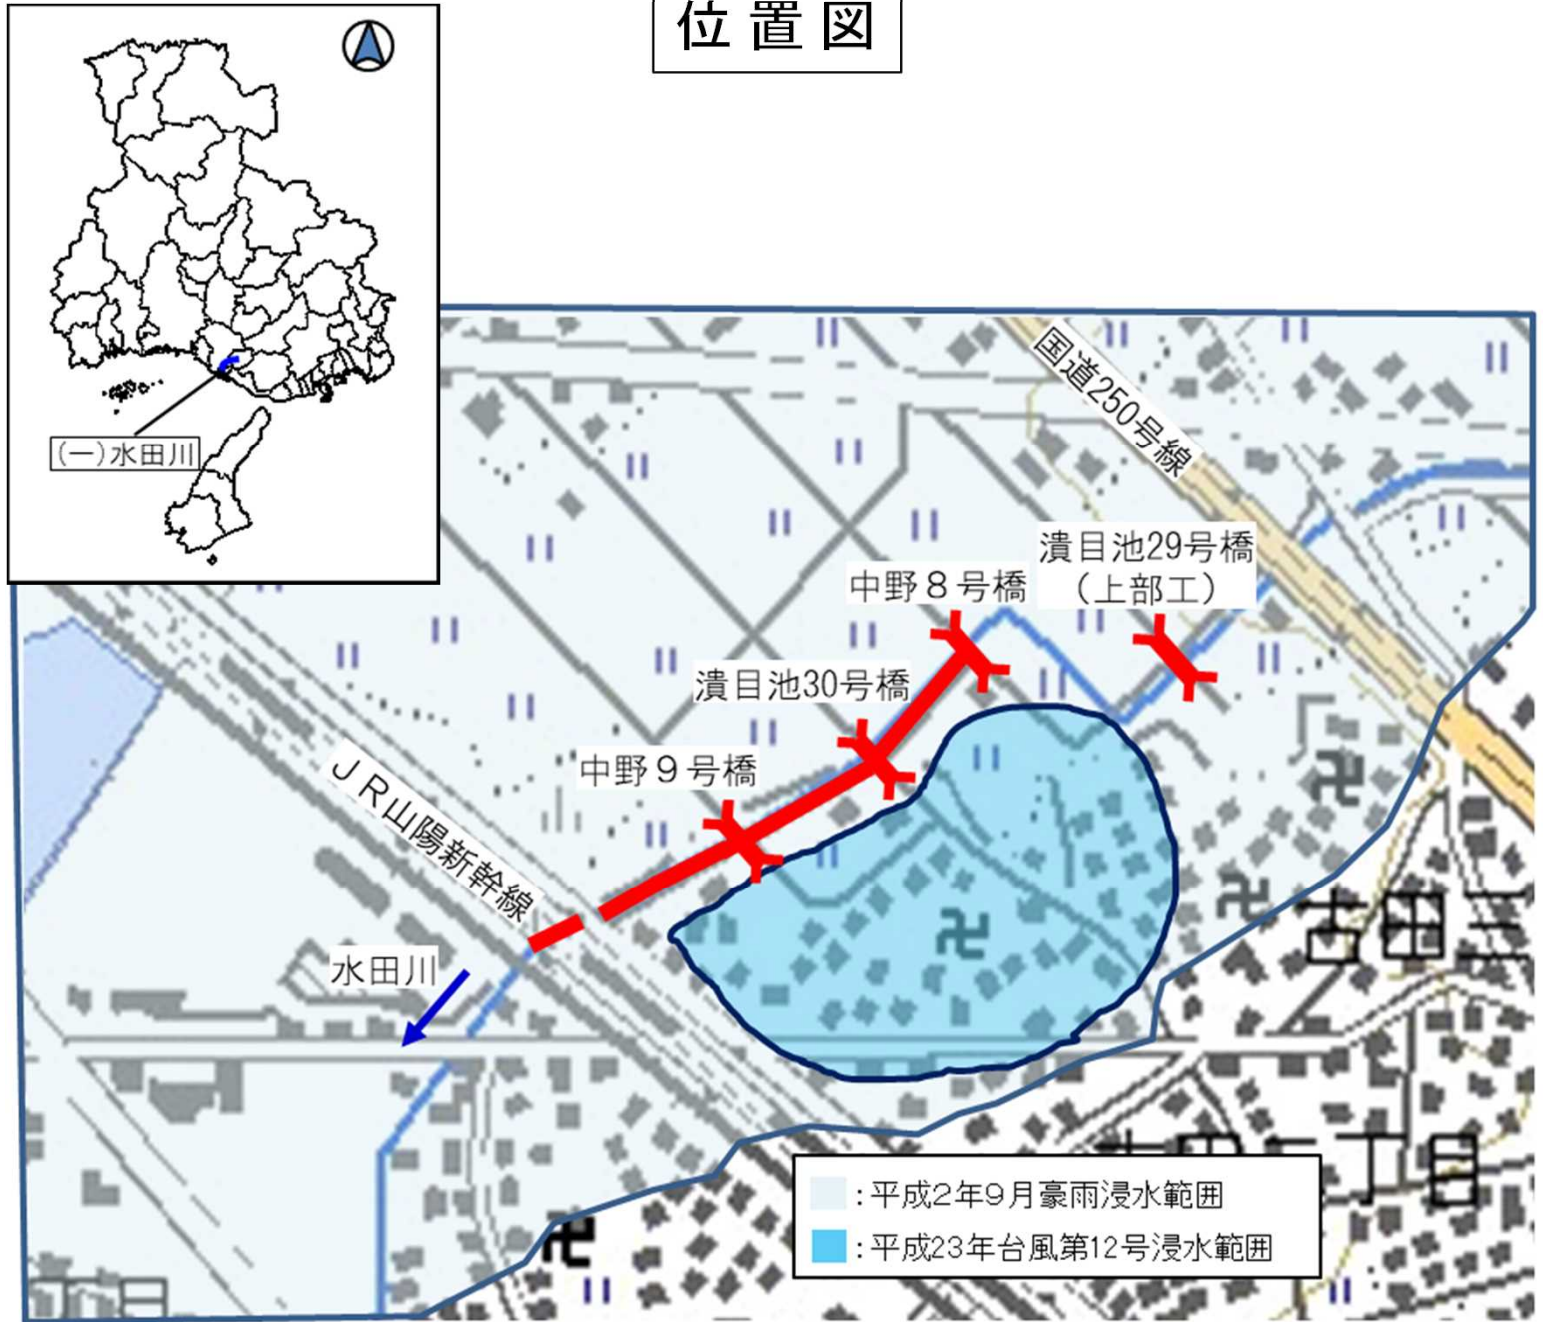 位置図
(一)水田川
国道250号線
潰目池29号橋
(上部工)
中野8号橋
潰目池30号橋
中野9号橋
JR山陽新幹線
水田川
:平成2年9月豪雨浸水範囲
:平成23年台風第12号浸水範囲